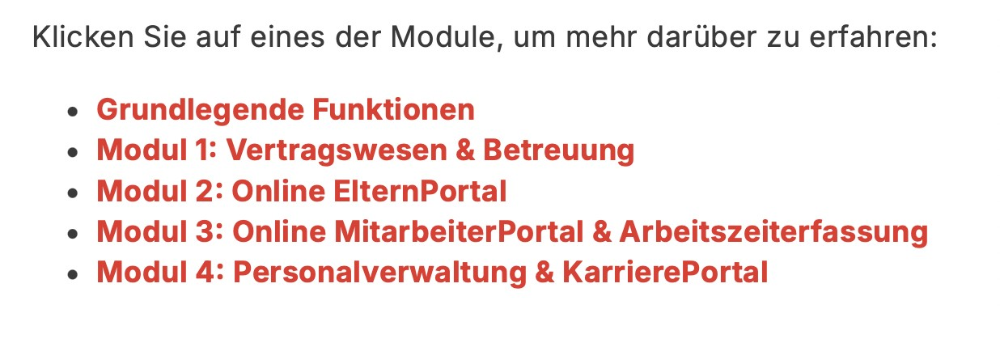 Klicken Sie auf eines der Module, um mehr darüber zu erfahren:
• Grundlegende Funktionen
• Modul 1: Vertragswesen & Betreuung
• Modul 2: Online ElternPortal
• Modul 3: Online MitarbeiterPortal & Arbeitszeiterfassung
• Modul 4: Personalverwaltung & KarrierePortal